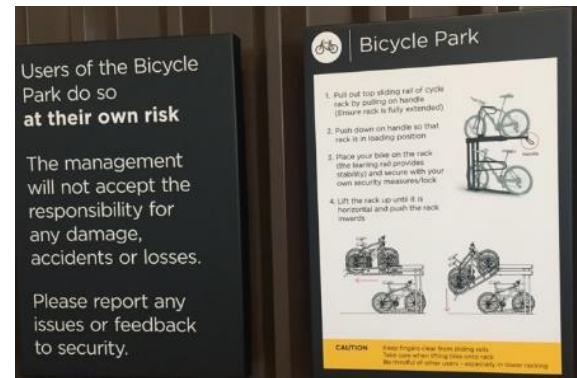 Users of the Bicycle
Park do so
at their own risk
The management
will not accept the
responsibility for
any damage,
accidents or losses.
Please report any
issues or feedback
to security.
Bicycle Park
1. Pull out top sliding rail of cycle
rack by pulling on handle
(Ensure rack is fully extended)
2. Push down on handle so that
rack is in loading position
3. Place your bike on the rack
(the leaning rail provides
stability) and secure with your
own security measures/lock
4. Lift the rack up until it is
horizontal and push the rack
inwards
Handle
CAUTION
Keep fingers clear from sliding rails
Take care when lifting bike onto rack
Be mindful of other users - especially in lower racking